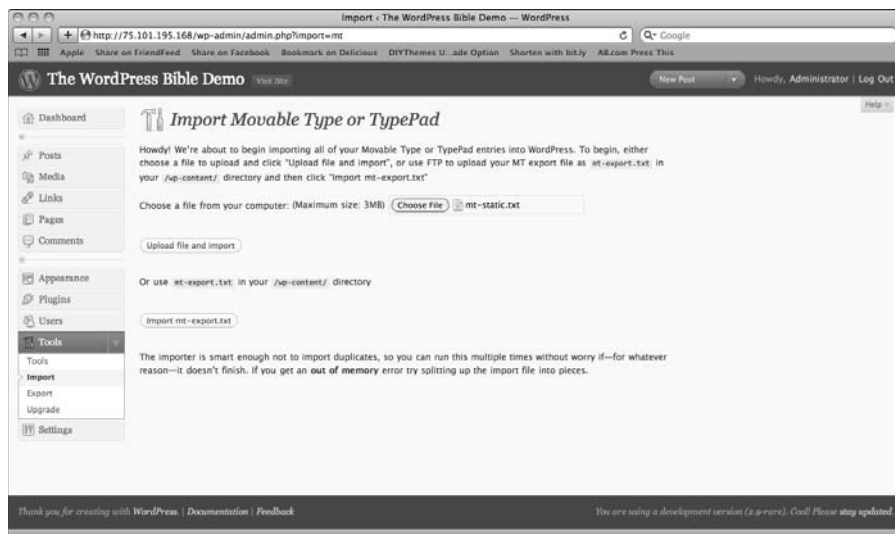 Import ‹ The WordPress Bible Demo — WordPress
http://75.101.195.168/wp-admin/admin.php?import=mt
Google
Apple Share on FriendFeed Share on Facebook Bookmark on Delicious DIYThemes U...ade Option Shorten with bit.ly All.com Press This
The WordPress Bible Demo Visit Site New Post Howdy, Administrator | Log Out
Help
Dashboard
Posts
Media
Links
Pages
Comments
Appearance
Plugins
Users
Tools
Tools
Import
Export
Upgrade
Settings
Import Movable Type or TypePad
Howdy! We're about to begin importing all of your Movable Type or TypePad entries into WordPress. To begin, either
choose a file to upload and click "Upload file and import", or use FTP to upload your MT export file as mt-export.txt in
your /wp-content/ directory and then click "Import mt-export.txt"
Choose a file from your computer: (Maximum size: 3MB) Choose File mt-static.txt
Upload file and import
Or use mt-export.txt in your /wp-content/ directory
Import mt-export.txt
The importer is smart enough not to import duplicates, so you can run this multiple times without worry if—for whatever
reason—it doesn't finish. If you get an out of memory error try splitting up the import file into pieces.
Thank you for creating with WordPress. | Documentation | Feedback
You are using a development version (2.9-rare). Cool! Please stay updated.